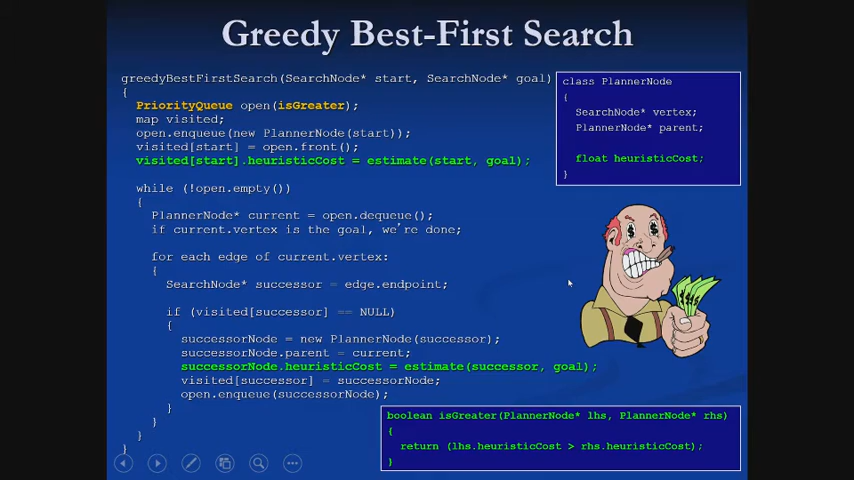 Greedy Best-First Search
greedyBestFirstSearch(SearchNode* start, SearchNode* goal)
{
PriorityQueue open(isGreater);
map visited;
open.enqueue(new PlannerNode(start));
visited[start] = open.front();
visited[start].heuristicCost = estimate(start, goal);
while (!open.empty())
{
PlannerNode* current = open.dequeue();
if current.vertex is the goal, we're done;
for each edge of current.vertex:
{
SearchNode* successor = edge.endpoint;
if (visited[successor] == NULL)
{
successorNode = new PlannerNode(successor);
successorNode.parent = current;
successorNode.heuristicCost = estimate(successor, goal);
visited[successor] = successorNode;
open.enqueue(successorNode);
}
}
}
}
class PlannerNode
{
SearchNode* vertex;
PlannerNode* parent;
float heuristicCost;
}
boolean isGreater(PlannerNode* lhs, PlannerNode* rhs)
{
return (lhs.heuristicCost > rhs.heuristicCost);
}